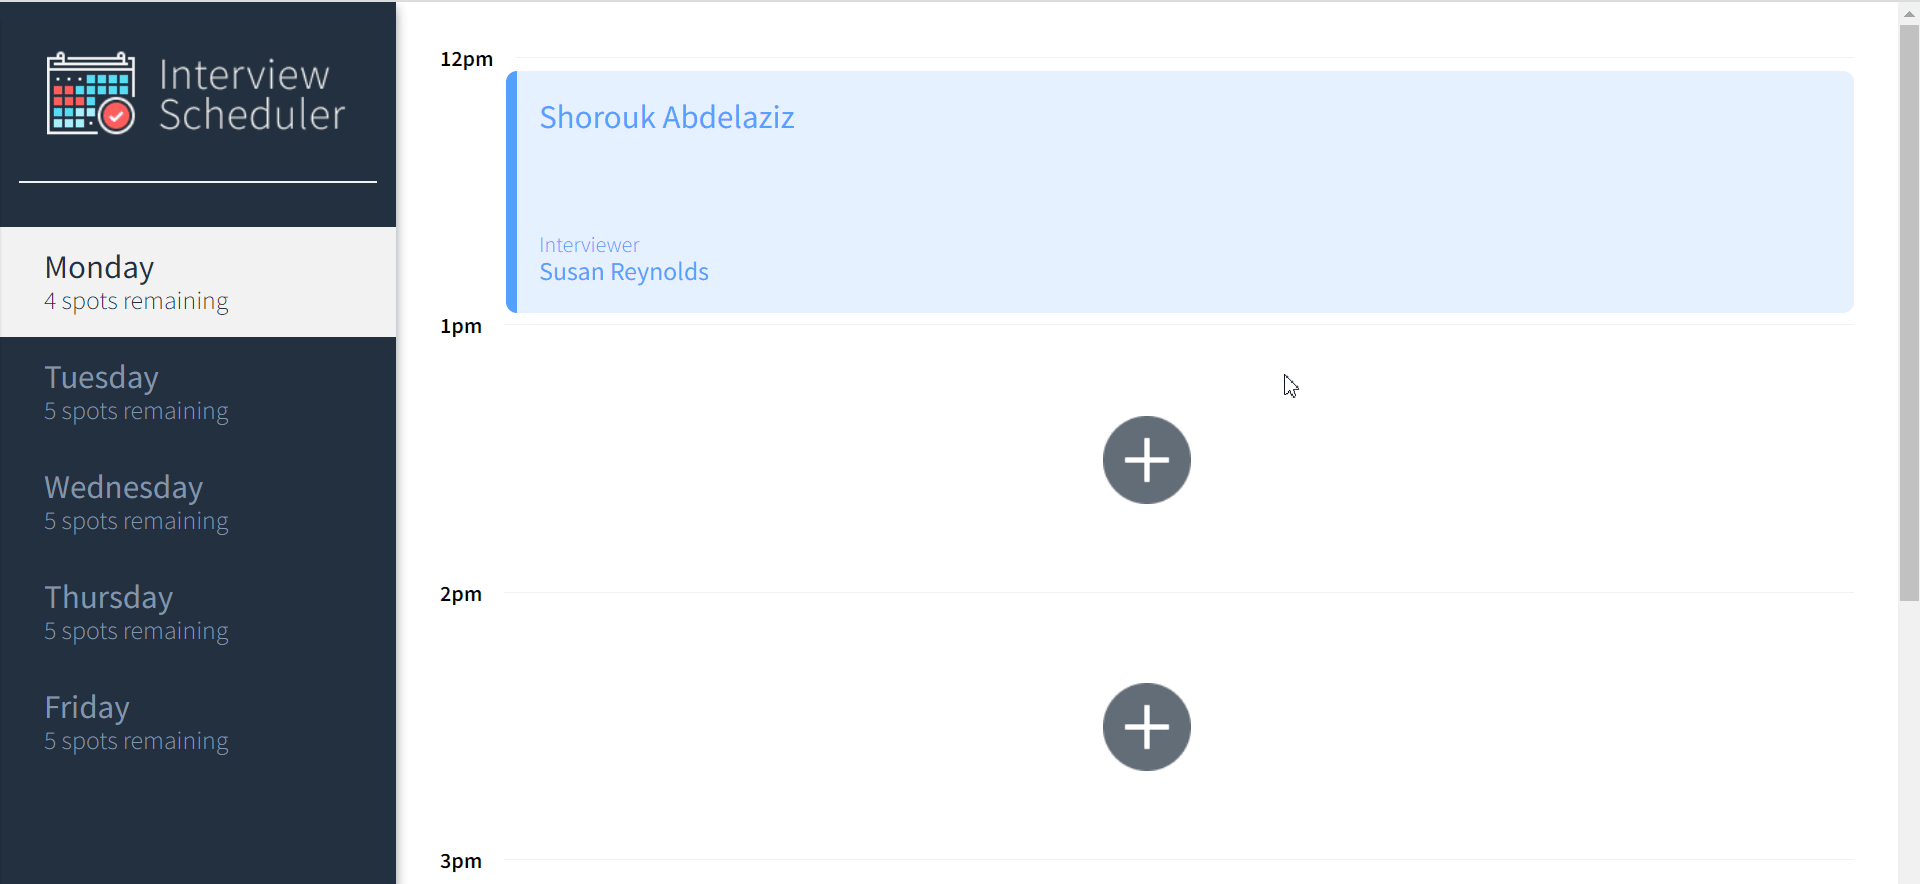 Interview
Scheduler
Monday
4 spots remaining
Tuesday
5 spots remaining
Wednesday
5 spots remaining
Thursday
5 spots remaining
Friday
5 spots remaining
12pm
Shorouk Abdelaziz
Interviewer
Susan Reynolds
1pm
2pm
3pm